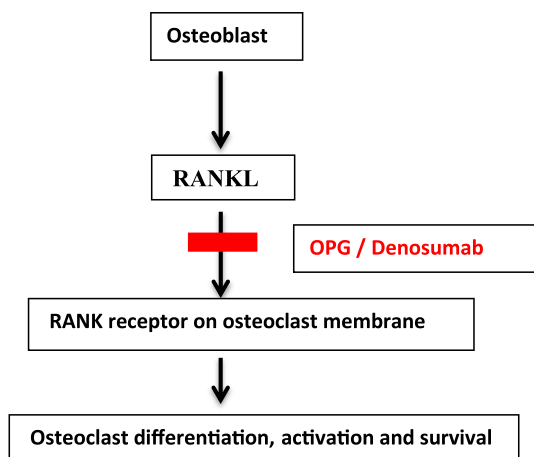 Osteoblast
RANKL
OPG / Denosumab
RANK receptor on osteoclast membrane
Osteoclast differentiation, activation and survival